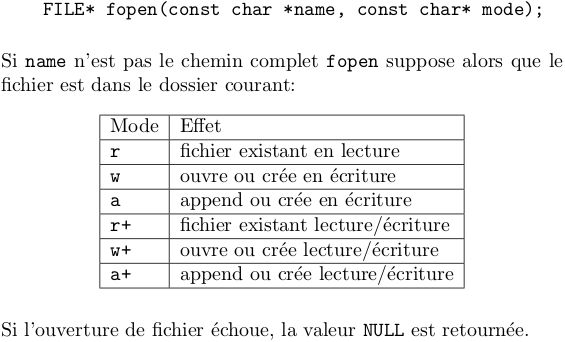 FILE* fopen(const char *name, const char* mode);
Si name n'est pas le chemin complet fopen suppose alors que le
fichier est dans le dossier courant:
Mode Effet
r fichier existant en lecture
w ouvre ou crée en écriture
a append ou crée en écriture
r+ fichier existant lecture/écriture
w+ ouvre ou crée lecture/écriture
a+ append ou crée lecture/écriture
Si l'ouverture de fichier échoue, la valeur NULL est retournée.